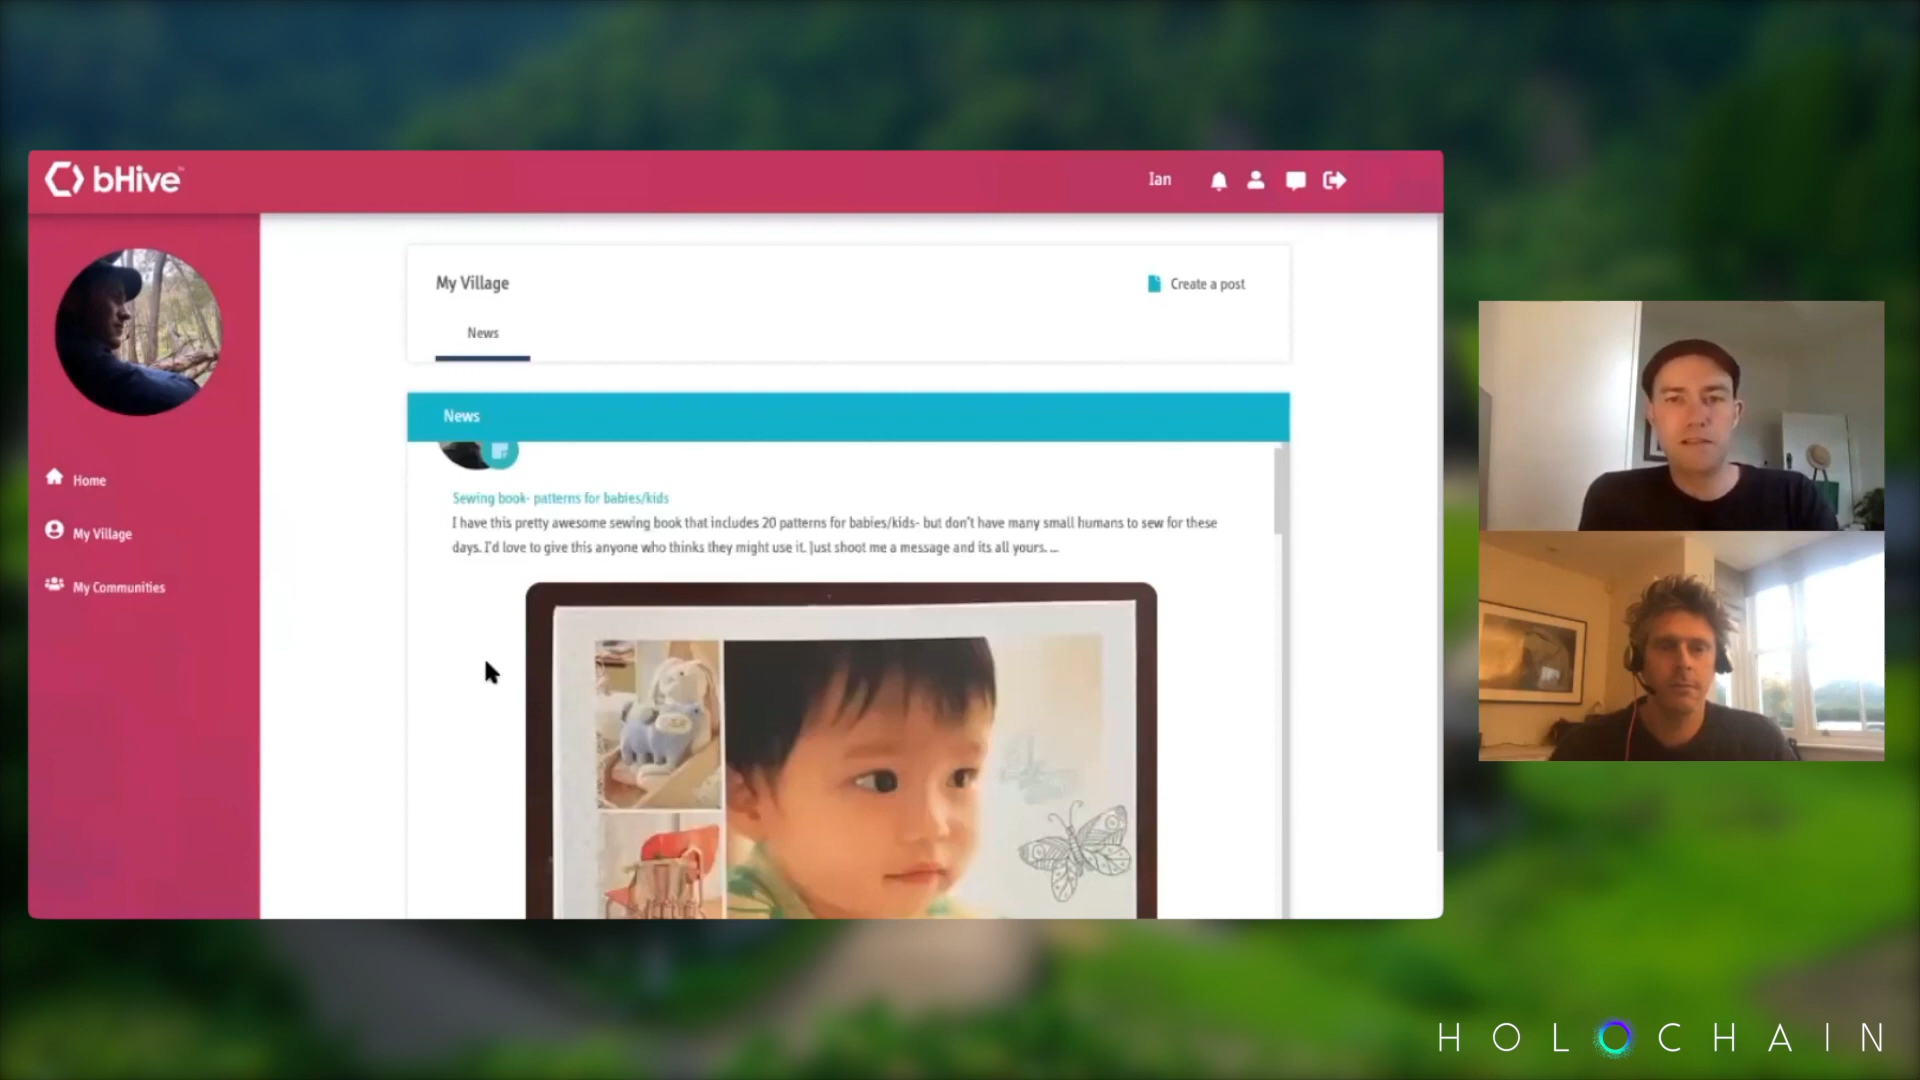 bHive™
Ian
My Village
Create a post
News
News
Home
My Village
My Communities
Sewing book- patterns for babies/kids
I have this pretty awesome sewing book that includes 20 patterns for babies/kids- but don't have many small humans to sew for these
days. I'd love to give this anyone who thinks they might use it. Just shoot me a message and its all yours. ...
HOLOCHAIN